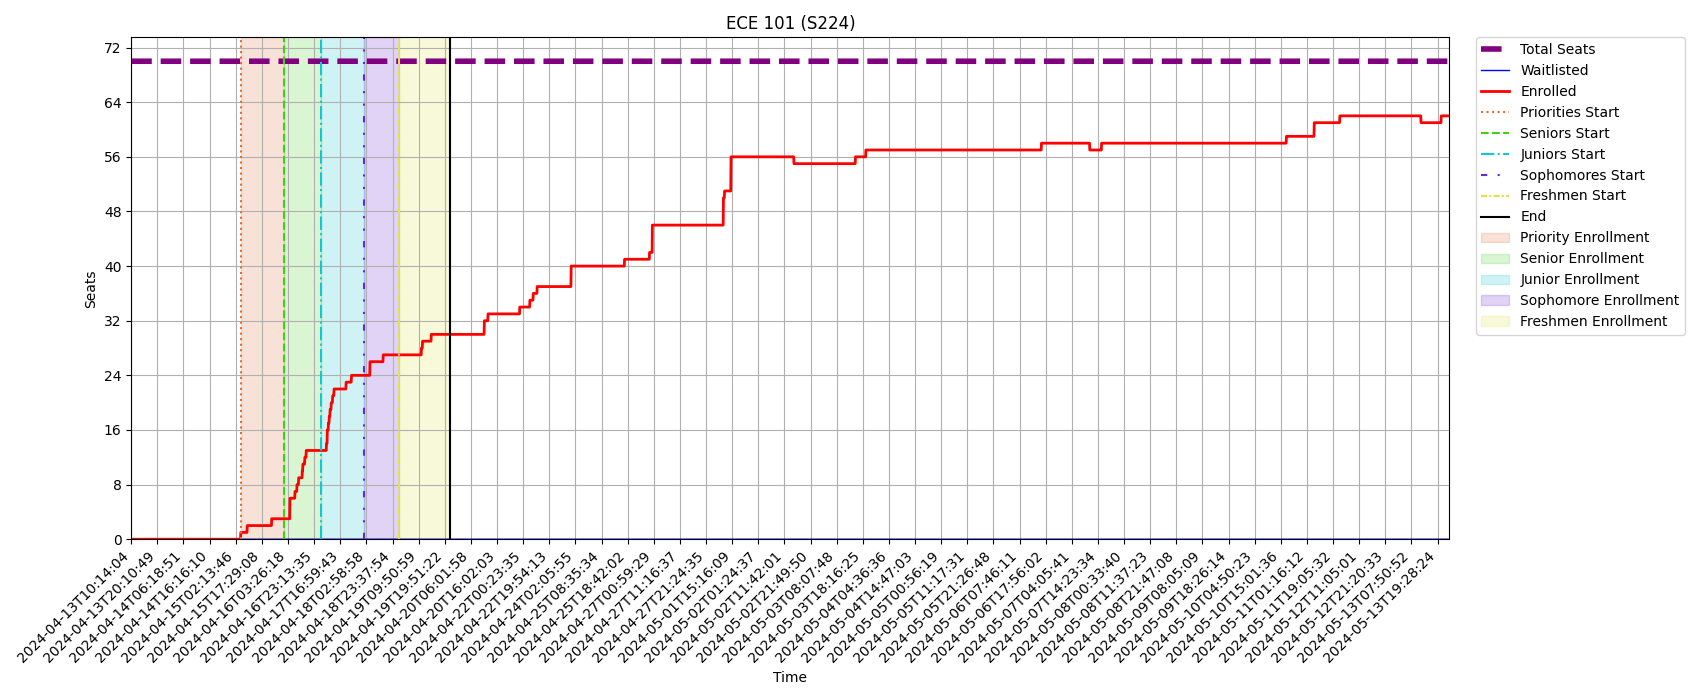 ECE 101 (S224)
Seats
72
64
56
48
40
32
24
16
8
0
2024-04-13T10:14:04
2024-04-13T20:10:49
2024-04-14T06:18:51
2024-04-14T16:16:10
2024-04-15T02:13:46
2024-04-15T17:29:08
2024-04-16T03:26:18
2024-04-16T23:13:35
2024-04-17T16:59:43
2024-04-18T02:58:58
2024-04-18T23:37:54
2024-04-19T09:50:59
2024-04-19T19:51:22
2024-04-20T06:01:58
2024-04-20T16:02:03
2024-04-22T00:23:35
2024-04-22T19:54:13
2024-04-24T02:05:55
2024-04-25T08:35:34
2024-04-25T18:42:02
2024-04-27T00:59:29
2024-04-27T11:16:37
2024-04-27T21:24:35
2024-05-01T15:16:09
2024-05-02T01:24:37
2024-05-02T11:42:01
2024-05-02T21:49:50
2024-05-03T08:07:48
2024-05-03T18:16:25
2024-05-04T04:36:36
2024-05-04T14:47:03
2024-05-05T00:56:19
2024-05-05T11:17:31
2024-05-05T21:26:48
2024-05-06T07:46:11
2024-05-06T17:56:02
2024-05-07T04:05:41
2024-05-07T14:23:34
2024-05-08T00:33:40
2024-05-08T11:37:23
2024-05-08T21:47:08
2024-05-09T08:05:09
2024-05-09T18:26:14
2024-05-10T04:50:23
2024-05-10T15:01:36
2024-05-11T01:16:12
2024-05-11T19:05:32
2024-05-12T11:05:01
2024-05-12T21:20:33
2024-05-13T07:50:52
2024-05-13T19:28:24
Time
Total Seats
Waitlisted
Enrolled
Priorities Start
Seniors Start
Juniors Start
Sophomores Start
Freshmen Start
End
Priority Enrollment
Senior Enrollment
Junior Enrollment
Sophomore Enrollment
Freshmen Enrollment